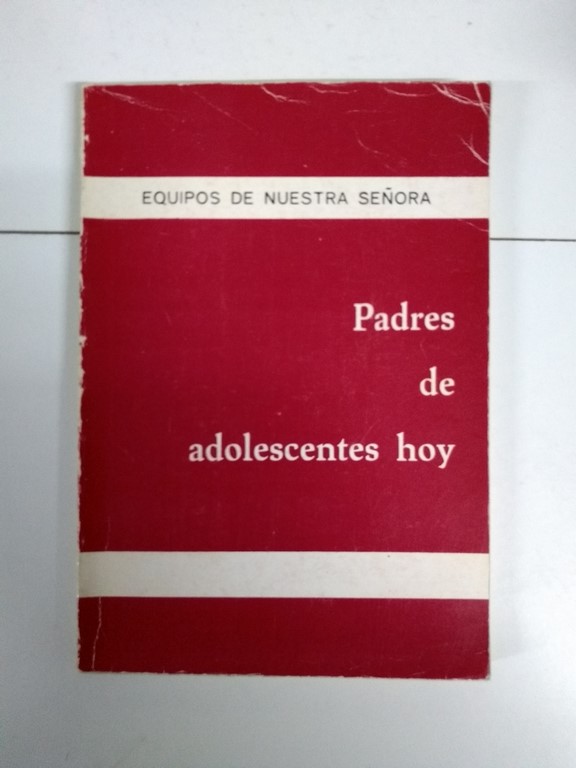 EQUIPOS DE NUESTRA SEÑORA
Padres
de
adolescentes hoy